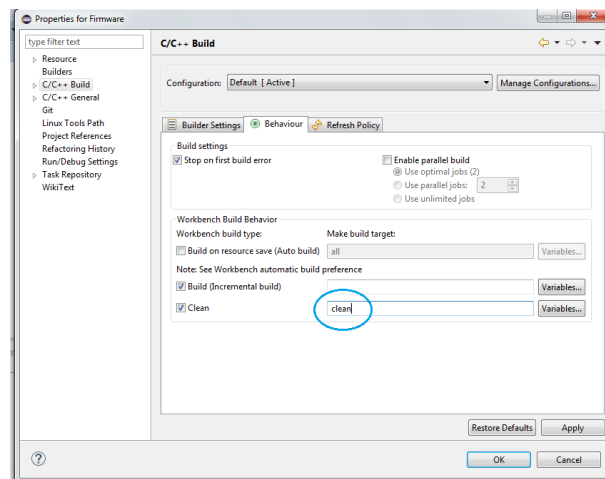 Properties for Firmware
type filter text
Resource
Builders
C/C++ Build
C/C++ General
Git
Linux Tools Path
Project References
Refactoring History
Run/Debug Settings
Task Repository
WikiText
C/C++ Build
Configuration: Default [ Active ] Manage Configurations...
Builder Settings Behaviour Refresh Policy
Build settings
Stop on first build error Enable parallel build
Use optimal jobs (2)
Use parallel jobs: 2
Use unlimited jobs
Workbench Build Behavior
Workbench build type: Make build target:
Build on resource save (Auto build) all Variables...
Note: See Workbench automatic build preference
Build (Incremental build) Variables...
Clean clean Variables...
Restore Defaults Apply
OK Cancel